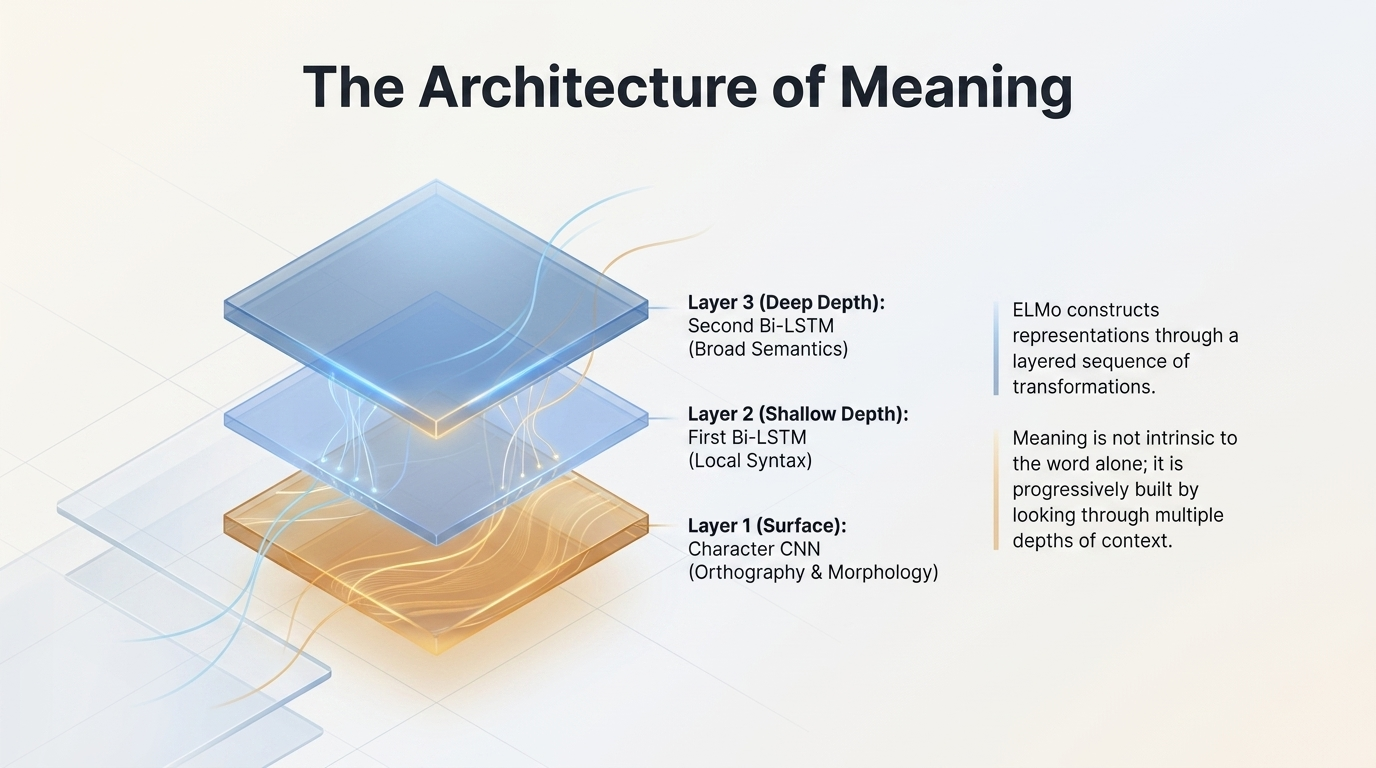 The Architecture of Meaning
Layer 3 (Deep Depth):
Second Bi-LSTM
(Broad Semantics)
Layer 2 (Shallow Depth):
First Bi-LSTM
(Local Syntax)
Layer 1 (Surface):
Character CNN
(Orthography & Morphology)
ELMo constructs
representations through a
layered sequence of
transformations.
Meaning is not intrinsic to
the word alone; it is
progressively built by
looking through multiple
depths of context.